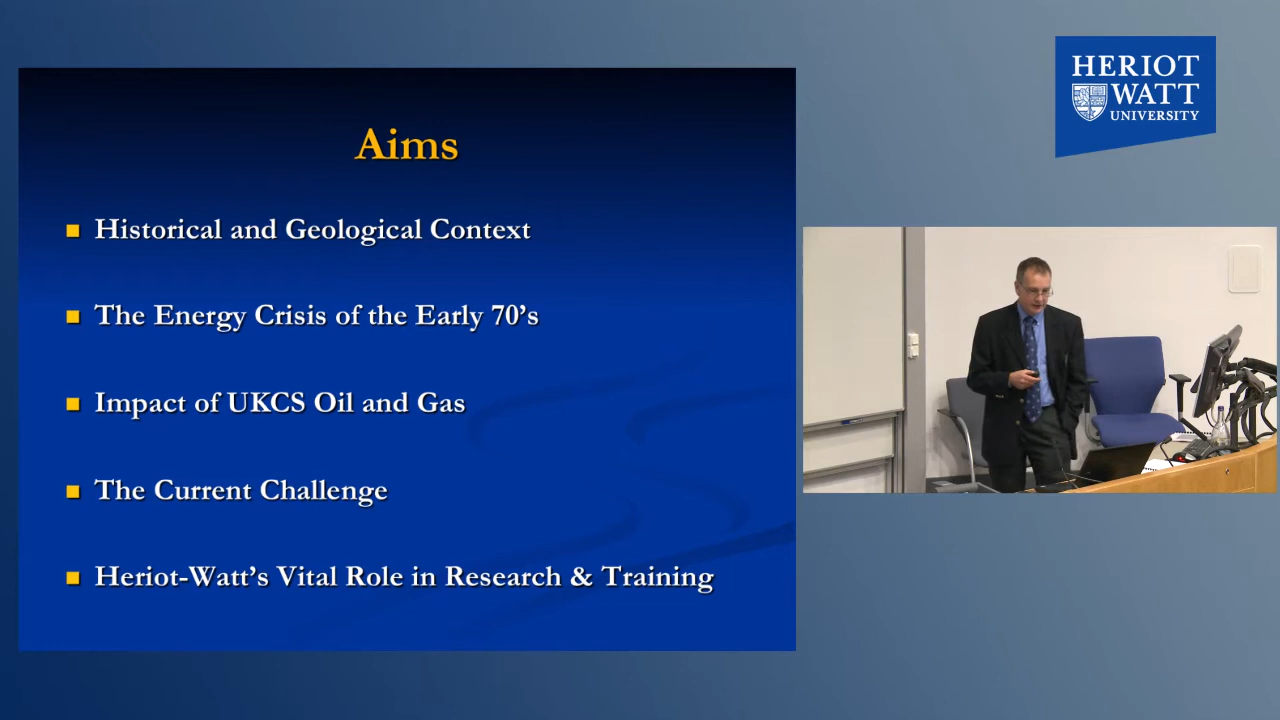 Aims
Historical and Geological Context
The Energy Crisis of the Early 70’s
Impact of UKCS Oil and Gas
The Current Challenge
Heriot-Watt’s Vital Role in Research & Training
HERIOT
WATT
UNIVERSITY